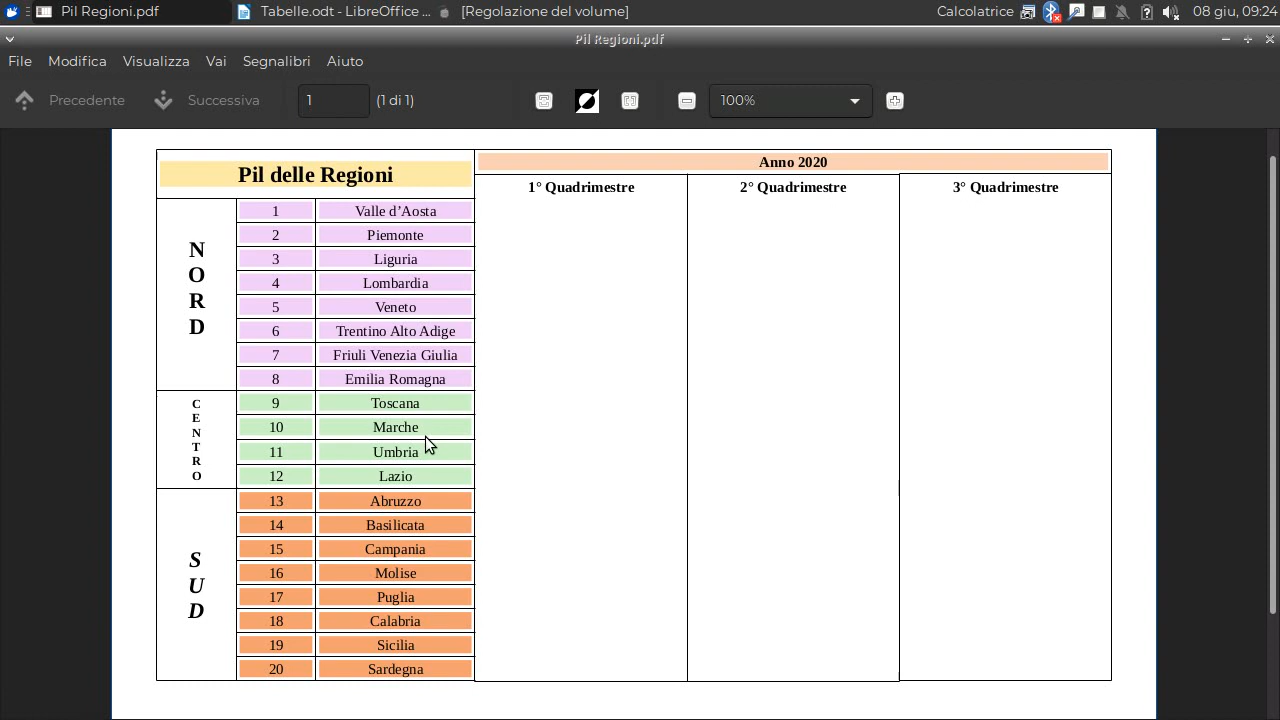 Pil Regioni.pdf
Tabelle.odt - LibreOffice ...
[Regolazione del volume]
Calcolatrice
08 giu, 09:24
Pil Regioni.pdf
File Modifica Visualizza Vai Segnalibri Aiuto
Precedente Successiva 1 (1 di 1) 100%
Pil delle Regioni
Anno 2020
1° Quadrimestre 2° Quadrimestre 3° Quadrimestre
NORD
1 Valle d’Aosta
2 Piemonte
3 Liguria
4 Lombardia
5 Veneto
6 Trentino Alto Adige
7 Friuli Venezia Giulia
8 Emilia Romagna
CENTRO
9 Toscana
10 Marche
11 Umbria
12 Lazio
SUD
13 Abruzzo
14 Basilicata
15 Campania
16 Molise
17 Puglia
18 Calabria
19 Sicilia
20 Sardegna